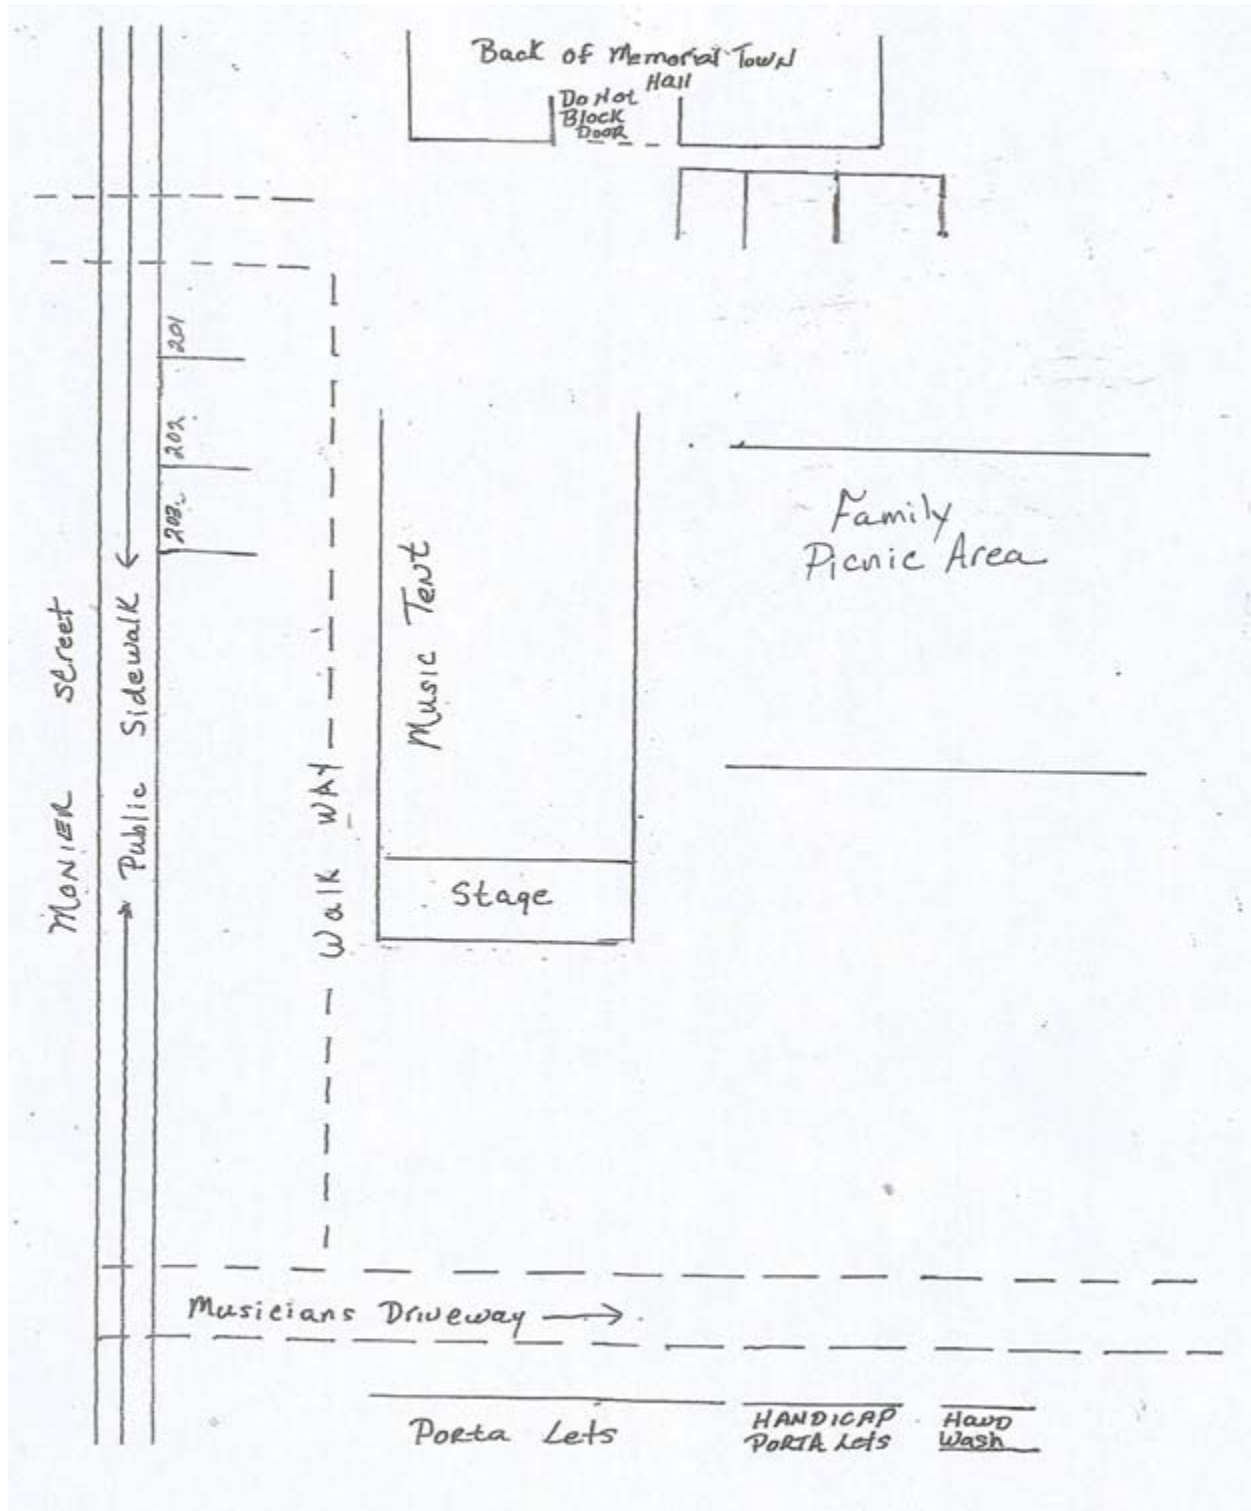 Back of Memorial Town
Hall
Do Not
Block
Door
201
202
203
Family
Picnic Area
Music Tent
MONIER Street
Public Sidewalk
Walk WAY
Stage
Musicians Driveway
Porta Lets
HANDICAP
PORTA Lets
HAND
Wash